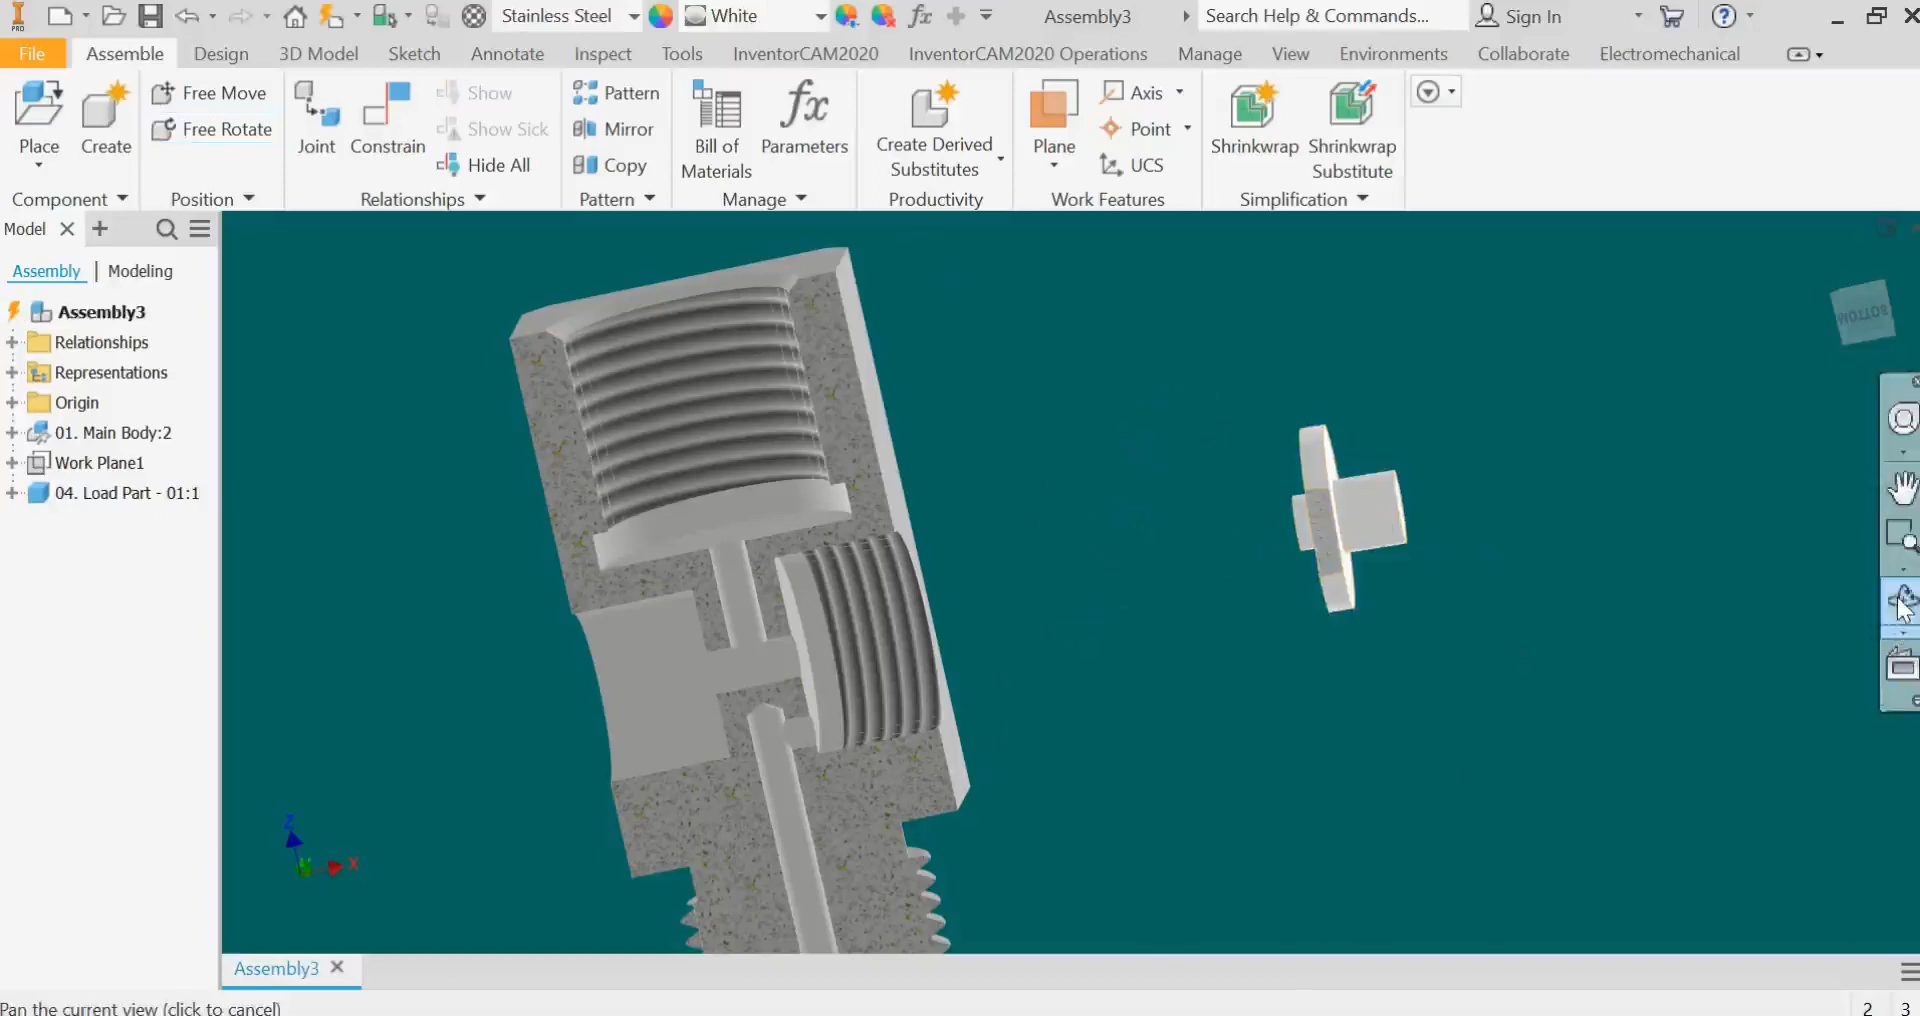 PRO
Stainless Steel
White
fx
Assembly3
Search Help & Commands...
Sign In
File
Assemble
Design
3D Model
Sketch
Annotate
Inspect
Tools
InventorCAM2020
InventorCAM2020 Operations
Manage
View
Environments
Collaborate
Electromechanical
Place
Create
Free Move
Free Rotate
Joint
Constrain
Show
Show Sick
Hide All
Pattern
Mirror
Copy
Bill of
Materials
fx
Parameters
Create Derived
Substitutes
Plane
Axis
Point
UCS
Shrinkwrap
Shrinkwrap
Substitute
Component
Position
Relationships
Pattern
Manage
Productivity
Work Features
Simplification
Model
Assembly | Modeling
Assembly3
Relationships
Representations
Origin
01. Main Body:2
Work Plane1
04. Load Part - 01:1
BOTTOM
Z
X
Assembly3
Pan the current view (click to cancel)
2 3